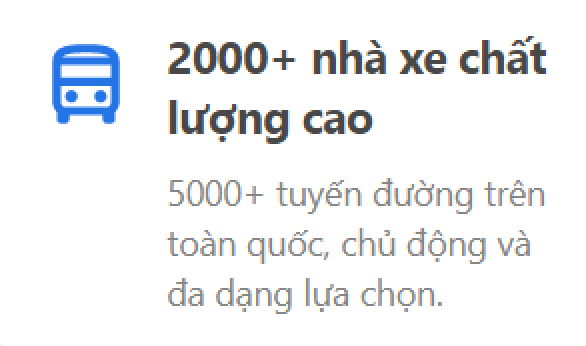 2000+ nhà xe chất
lượng cao
5000+ tuyến đường trên
toàn quốc, chủ động và
đa dạng lựa chọn.